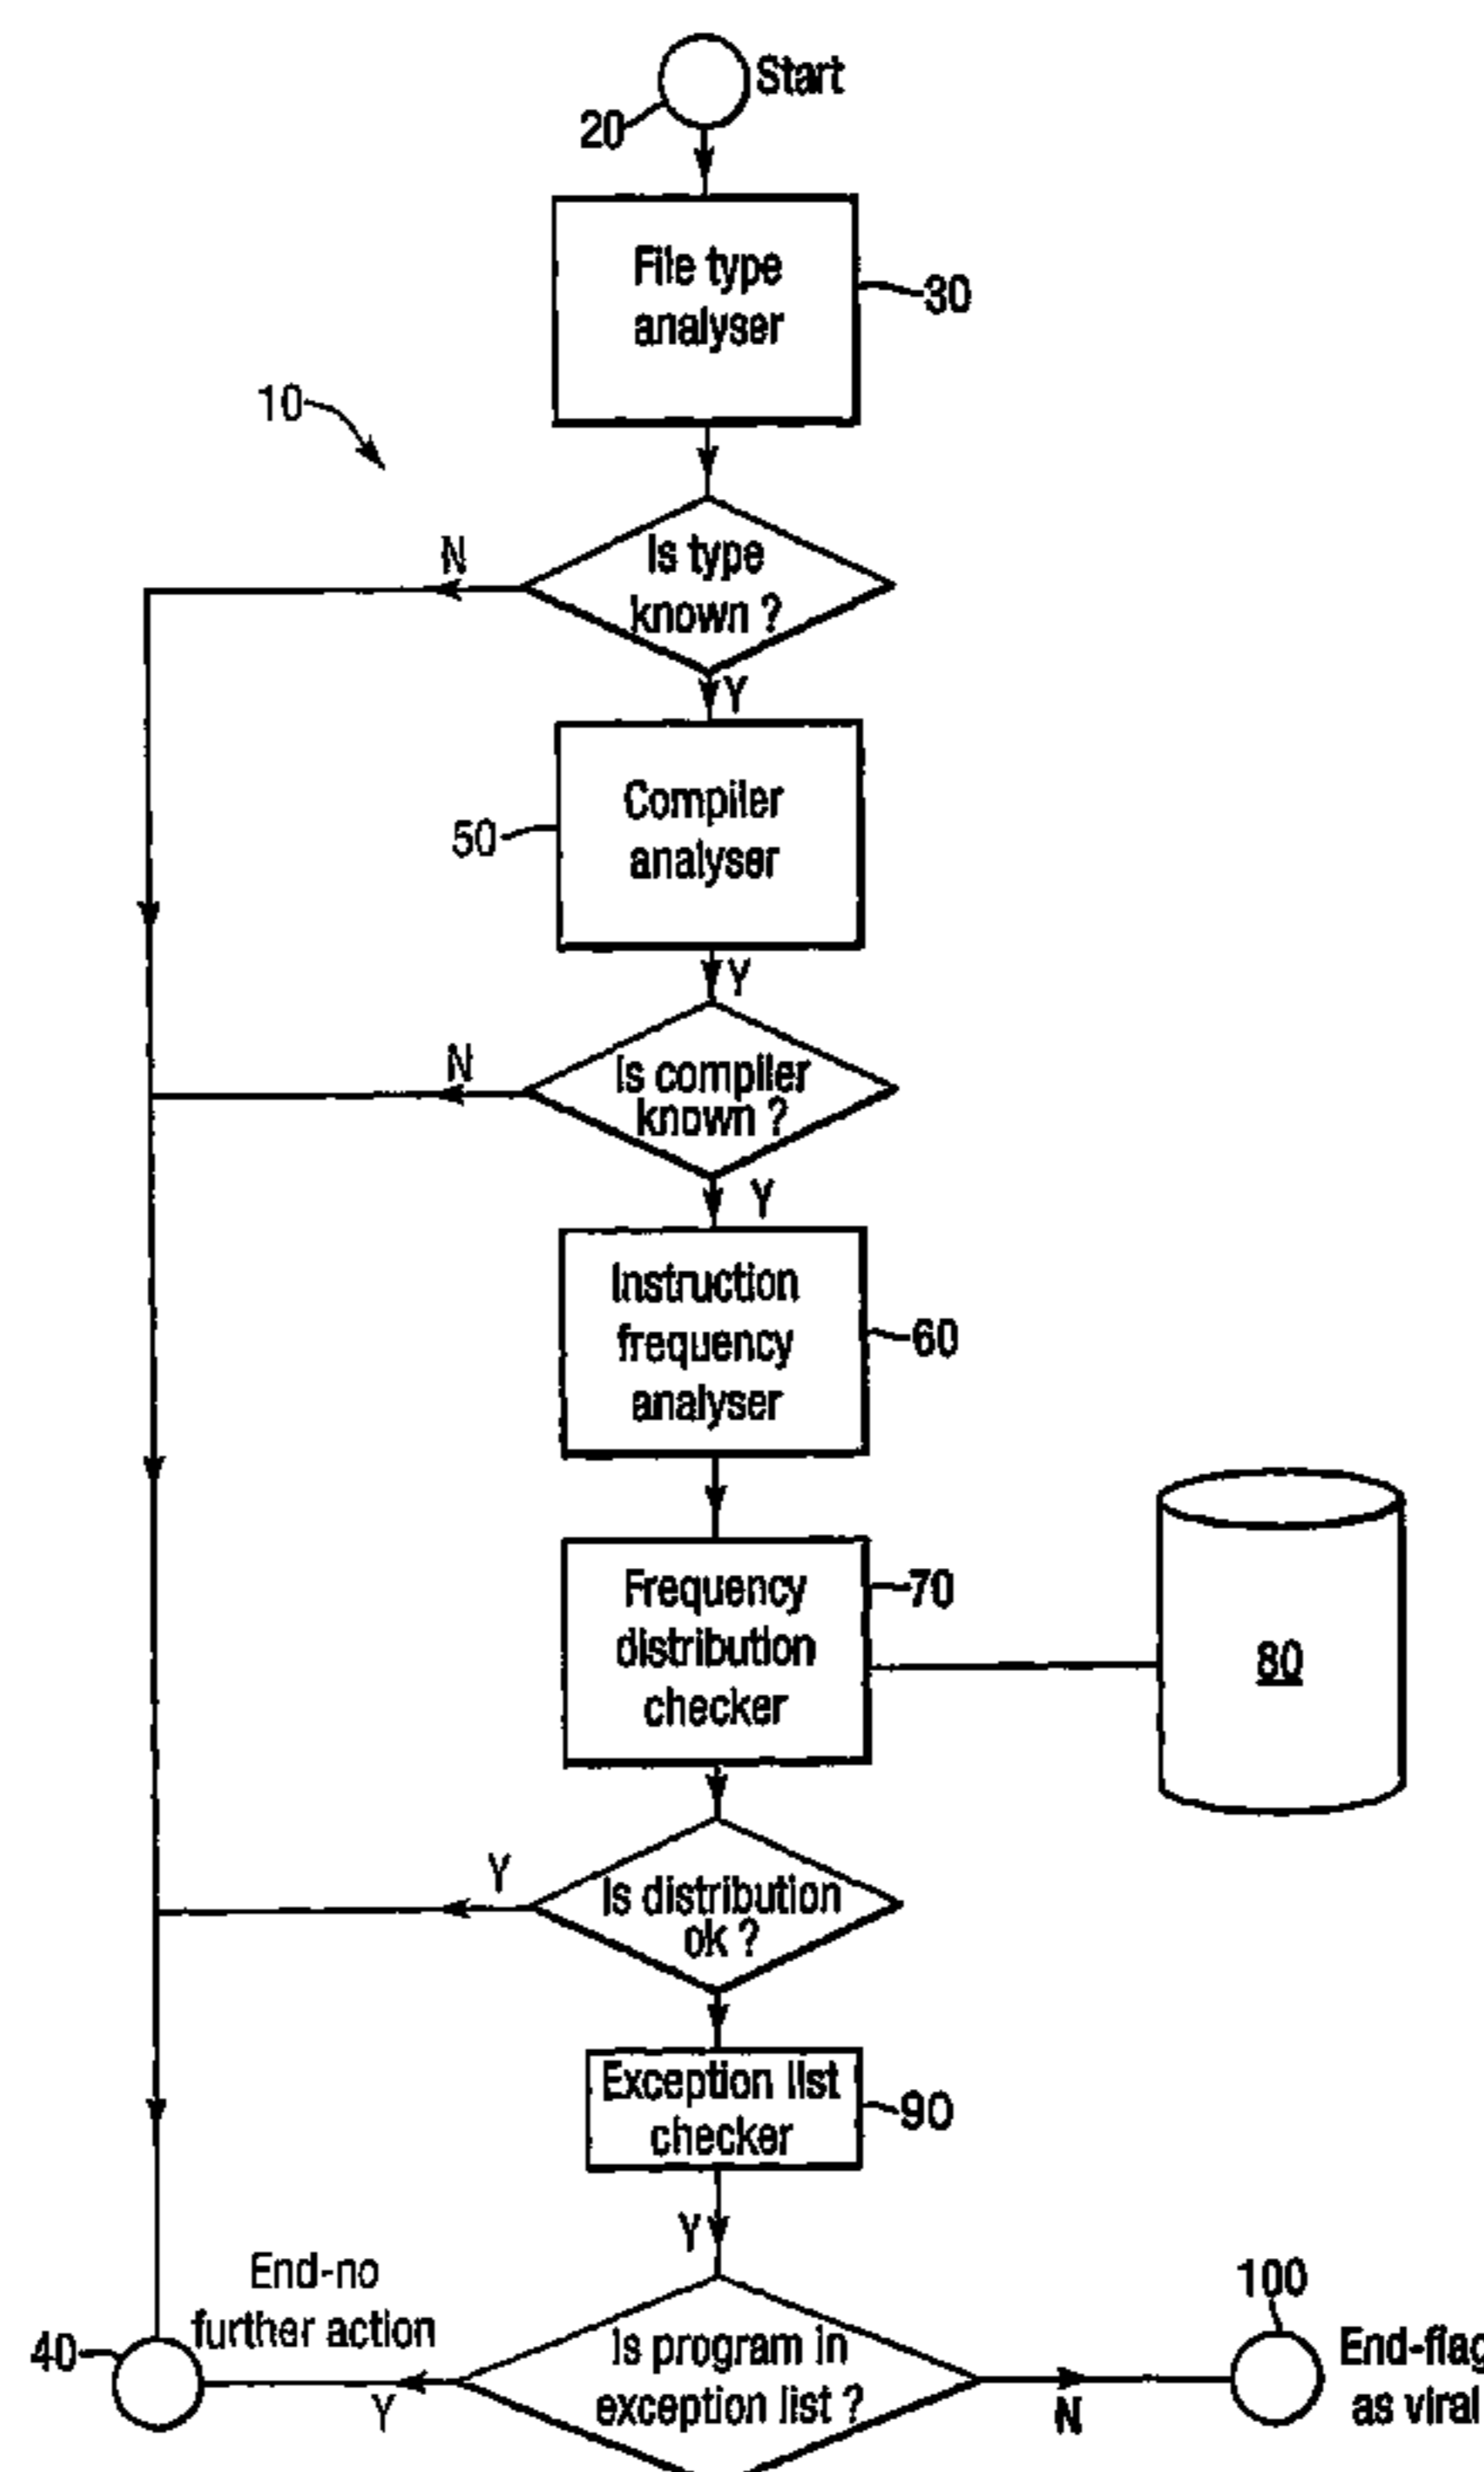 Start
20
File type
analyser
30
10
N
Is type
known ?
Y
Compiler
analyser
50
Y
N
Is compiler
known ?
Y
Instruction
frequency
analyser
60
Frequency
distribution
checker
70
80
Y
Is distribution
ok ?
Exception list
checker
90
Y
End-no
further action
40
Y
Is program in
exception list ?
N
100
End-flag
as viral